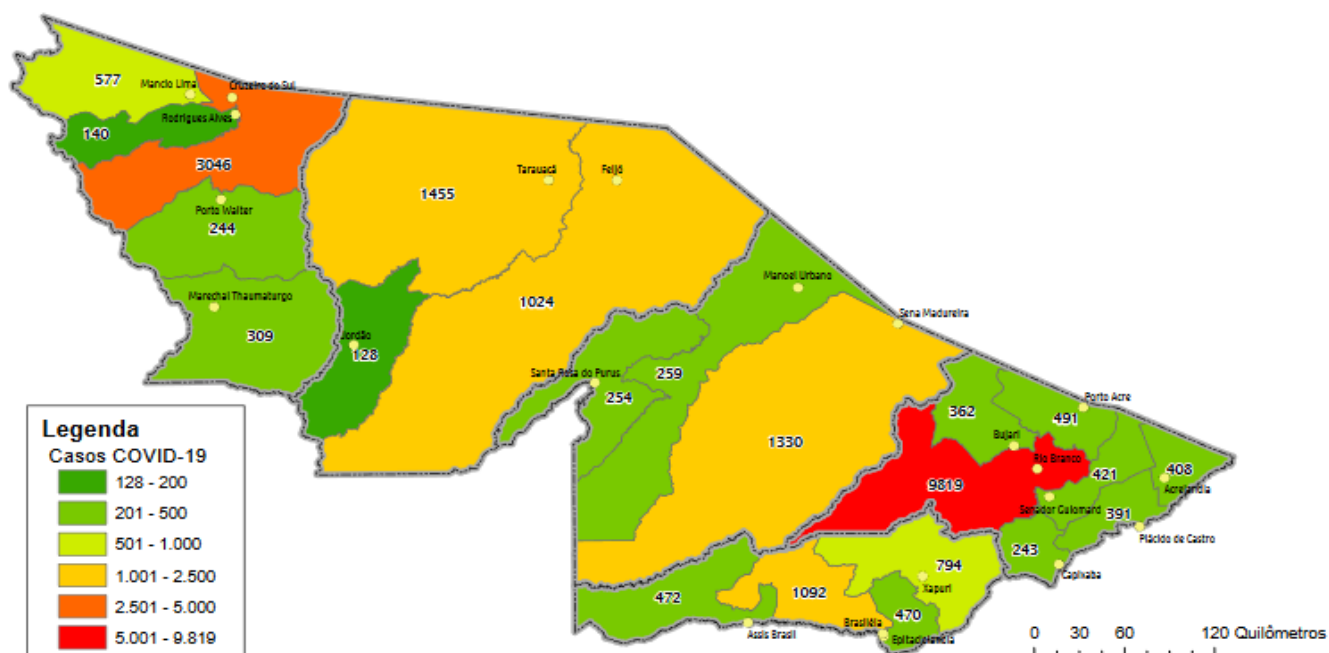 577
Mancio Lima
Cruzeiro do Sul
Rodrigues Alves
140
3046
Porto Walter
244
Marechal Thaumaturgo
309
Tarauacá
Feijó
1455
1024
Jordão
128
Manoel Urbano
Sena Madureira
Santa Rosa do Purus
259
254
1330
Porto Acre
362
491
Bujari
Rio Branco
9819
421
408
Acrelândia
Senador Guiomard
391
Plácido de Castro
243
Capixaba
794
Xapuri
472
1092
470
Assis Brasil
Brasiléia
Epitaciolancia
Legenda
Casos COVID-19
128 - 200
201 - 500
501 - 1.000
1.001 - 2.500
2.501 - 5.000
5.001 - 9.819
0 30 60 120 Quilômetros